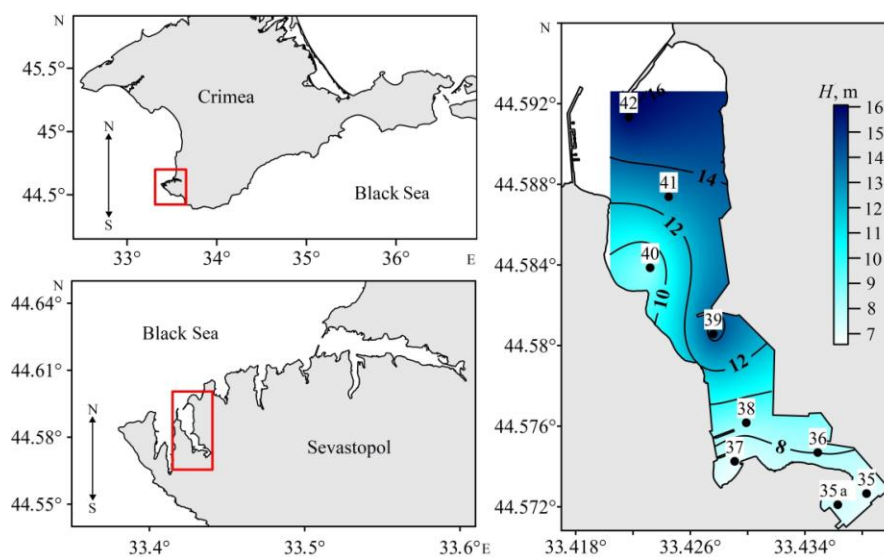 N
45.5°
45°
44.5°
Crimea
N
S
Black Sea
33° 34° 35° 36° E
N
44.64°
44.61°
44.58°
44.55°
Black Sea
N
S
Sevastopol
33.4° 33.5° 33.6° E
N
44.592°
44.588°
44.584°
44.58°
44.576°
44.572°
16
42
14
41
12
40
10
39
12
38
8
36
37
35a
35
33.418° 33.426° 33.434°
H, m
16
15
14
13
12
11
10
9
8
7